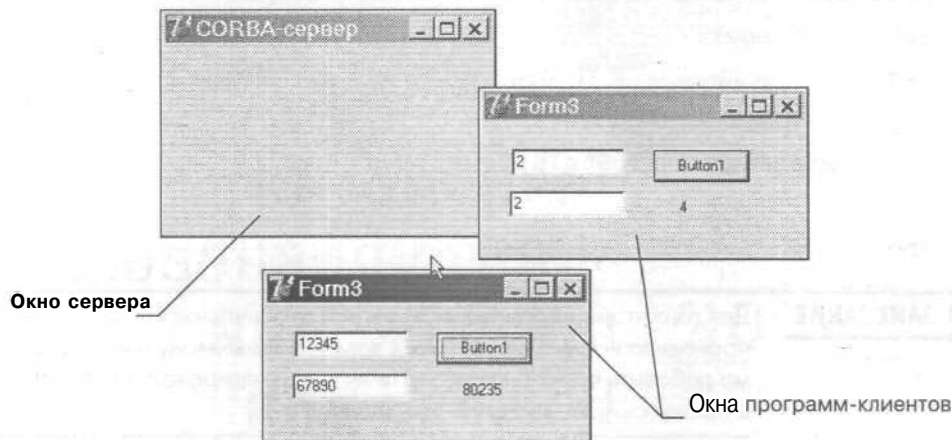 CORBA-сервер
Form3
2
Button1
2
4
Окно сервера
Form3
12345
Button1
67890
80235
Окна программ-клиентов